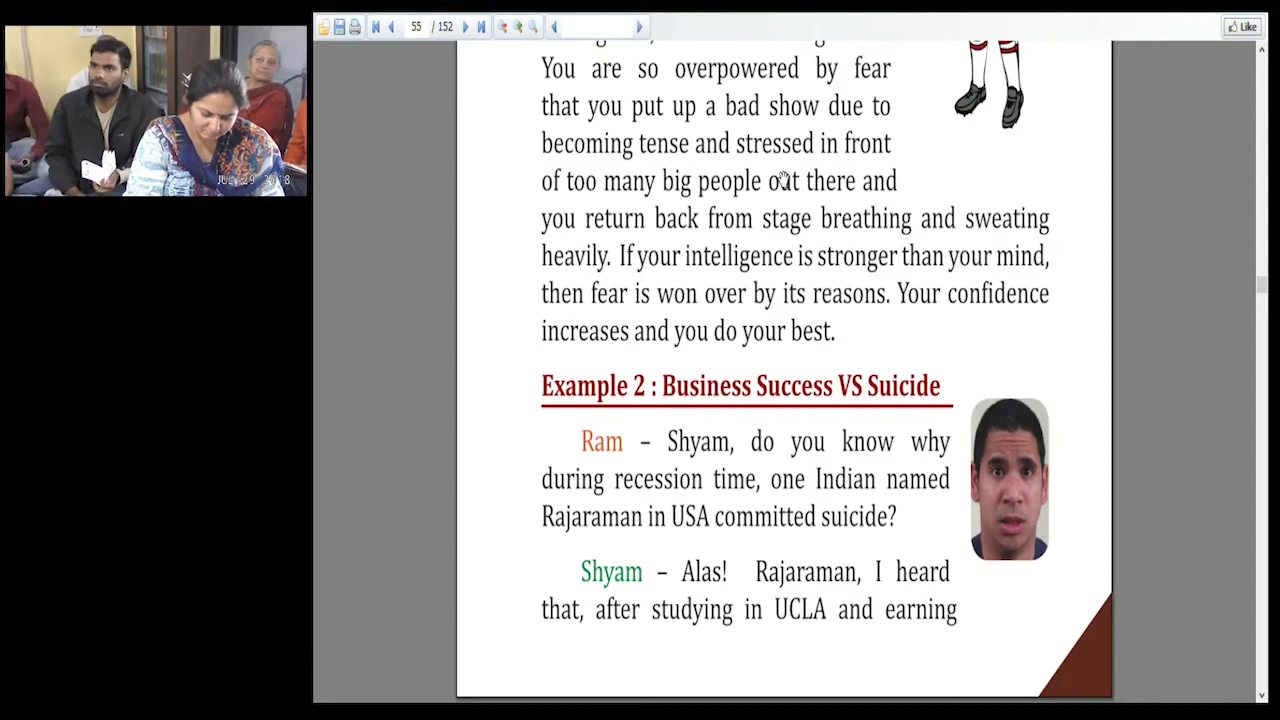 55 / 152
Like
You are so overpowered by fear
that you put up a bad show due to
becoming tense and stressed in front
of too many big people out there and
you return back from stage breathing and sweating
heavily. If your intelligence is stronger than your mind,
then fear is won over by its reasons. Your confidence
increases and you do your best.
Example 2 : Business Success VS Suicide
Ram – Shyam, do you know why
during recession time, one Indian named
Rajaraman in USA committed suicide?
Shyam – Alas! Rajaraman, I heard
that, after studying in UCLA and earning
JUL 29 2018